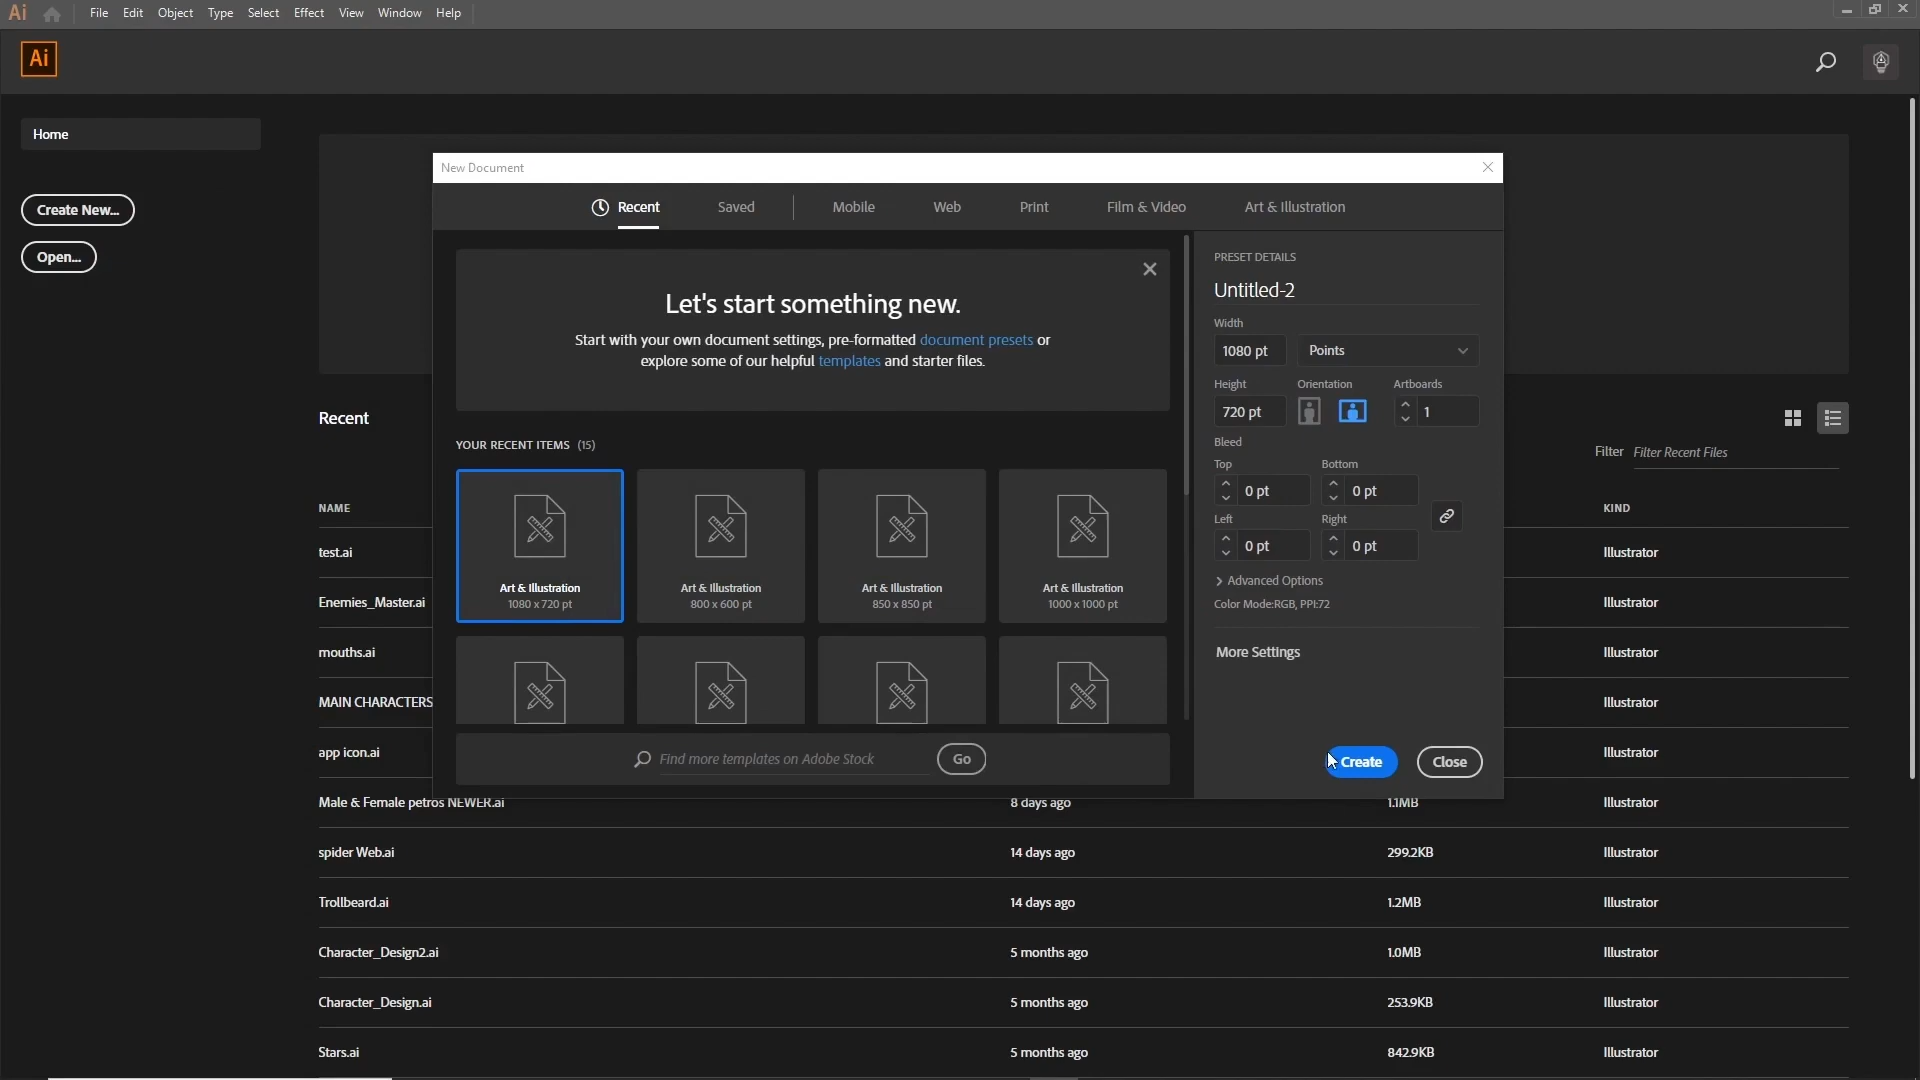 Ai File Edit Object Type Select Effect View Window Help
Ai
Home
Create New...
Open...
New Document
Recent Saved Mobile Web Print Film & Video Art & Illustration
Let's start something new.
Start with your own document settings, pre-formatted document presets or
explore some of our helpful templates and starter files.
YOUR RECENT ITEMS (15)
Art & Illustration
1080 x 720 pt
Art & Illustration
800 x 600 pt
Art & Illustration
850 x 850 pt
Art & Illustration
1000 x 1000 pt
Find more templates on Adobe Stock Go
PRESET DETAILS
Untitled-2
Width
1080 pt Points
Height Orientation Artboards
720 pt 1
Bleed
Top Bottom
0 pt 0 pt
Left Right
0 pt 0 pt
Advanced Options
Color Mode:RGB, PPI:72
More Settings
Create Close
Recent
Filter Filter Recent Files
NAME KIND
test.ai Illustrator
Enemies_Master.ai Illustrator
mouths.ai Illustrator
MAIN CHARACTERS Illustrator
app icon.ai Illustrator
Male & Female petros NEWER.ai 8 days ago 1.1MB Illustrator
spider Web.ai 14 days ago 299.2KB Illustrator
Trollbeard.ai 14 days ago 1.2MB Illustrator
Character_Design2.ai 5 months ago 1.0MB Illustrator
Character_Design.ai 5 months ago 253.9KB Illustrator
Stars.ai 5 months ago 842.9KB Illustrator